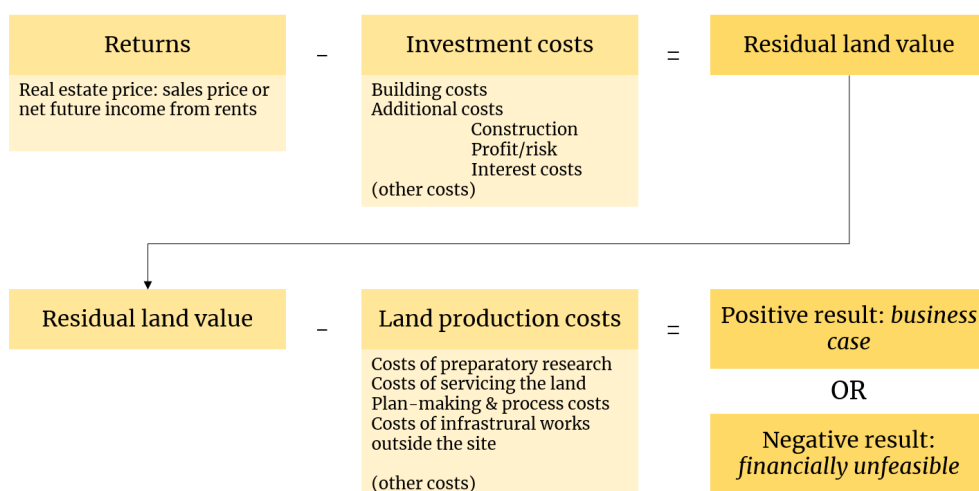 Returns
-
Investment costs
=
Residual land value
Real estate price: sales price or
net future income from rents
Building costs
Additional costs
Construction
Profit/risk
Interest costs
(other costs)
Residual land value
-
Land production costs
=
Positive result: business
case
Costs of preparatory research
Costs of servicing the land
Plan-making & process costs
Costs of infrastrural works
outside the site
(other costs)
OR
Negative result:
financially unfeasible